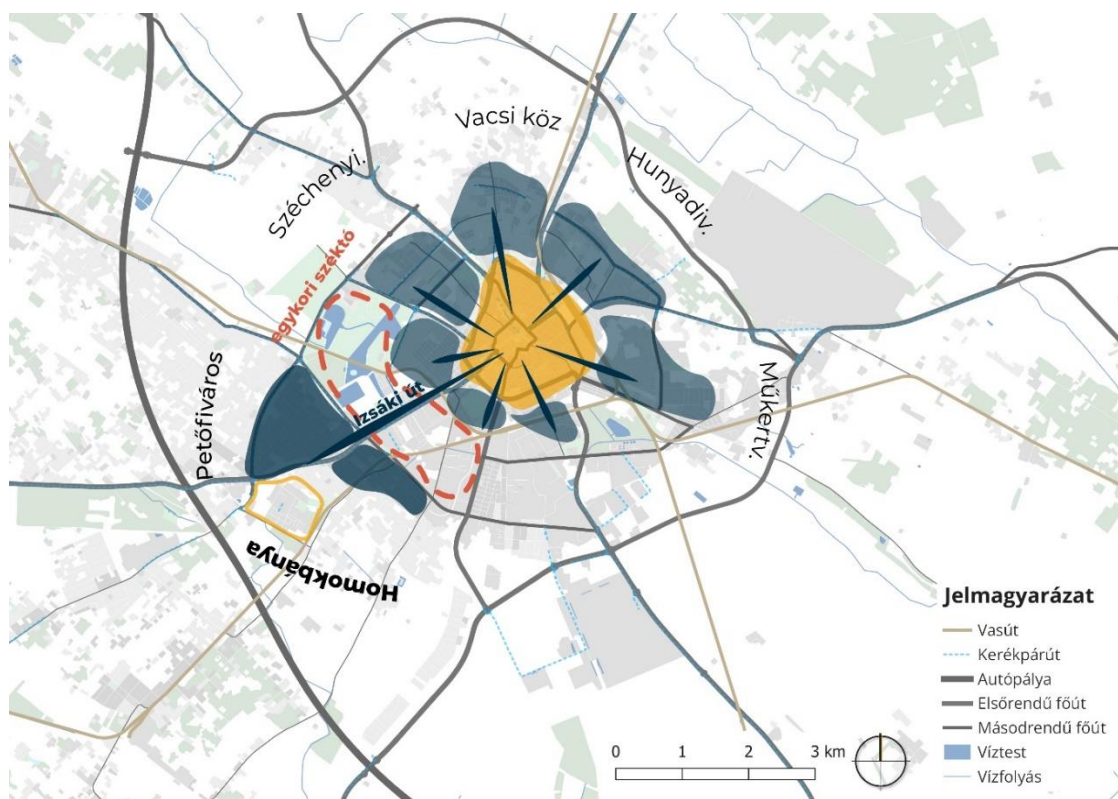 Vacsi köz
Széchenyi.
Hunyadiv.
egykori széktó
Petőfiváros
Izsáki út
Műkertv.
Homokbánya
Jelmagyarázat
Vasút
Kerékpárút
Autópálya
Elsőrendű főút
Másodrendű főút
Víztest
Vízfolyás
0 1 2 3 km